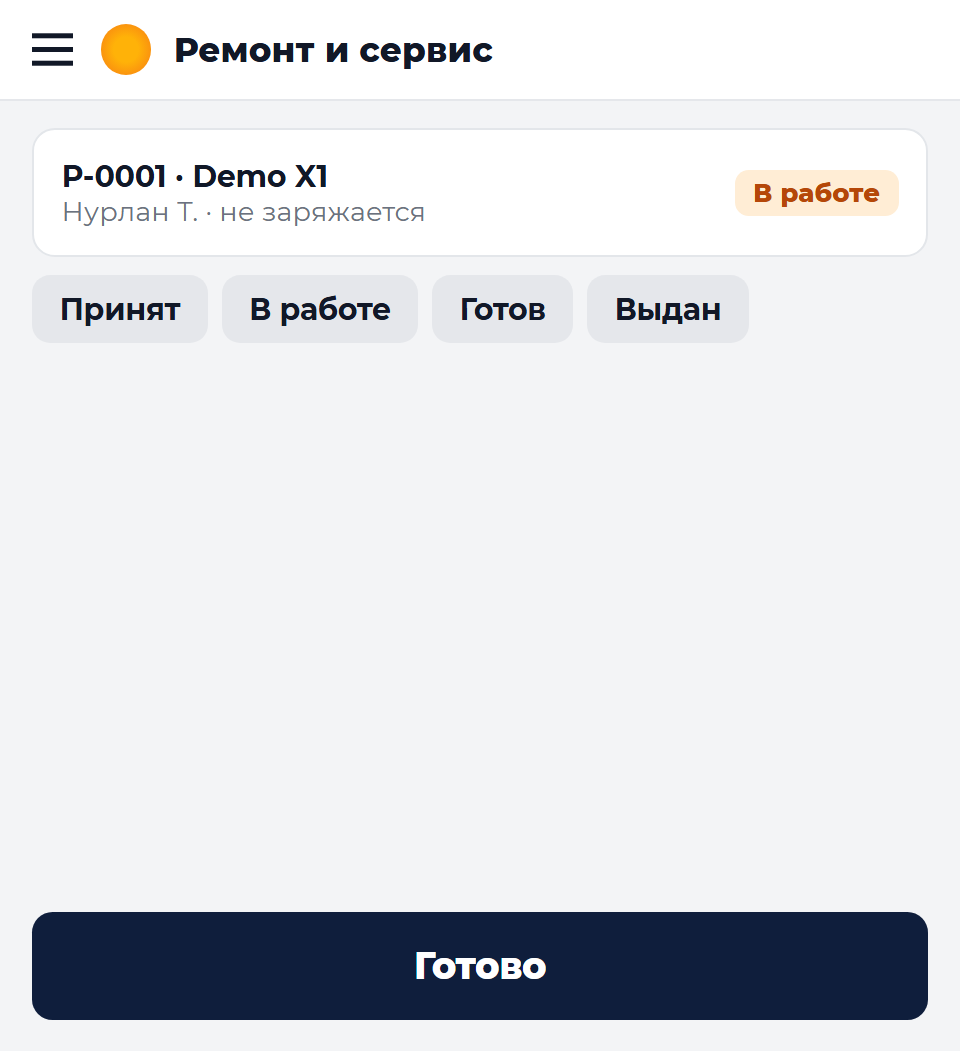 Ремонт и сервис
Р-0001 · Demo X1
Нурлан Т. · не заряжается
В работе
Принят
В работе
Готов
Выдан
Готово